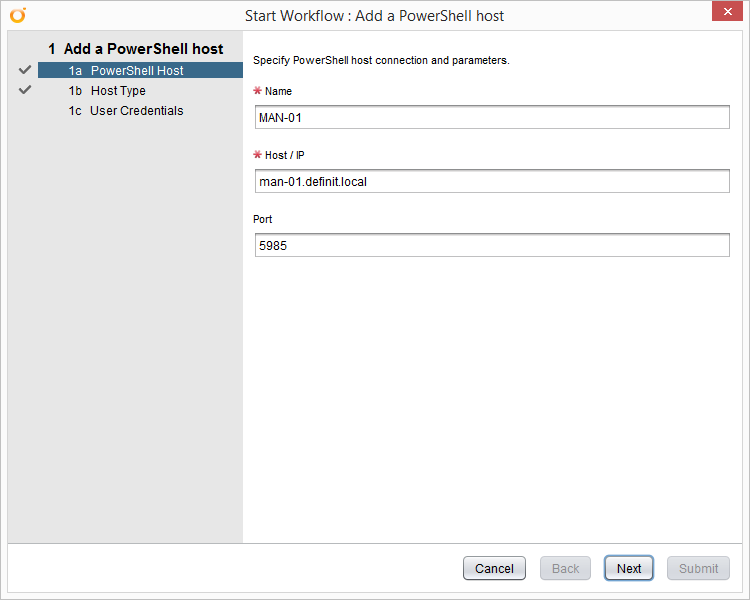 Start Workflow : Add a PowerShell host
1 Add a PowerShell host
1a PowerShell Host
1b Host Type
1c User Credentials
Specify PowerShell host connection and parameters.
* Name
MAN-01
* Host / IP
man-01.definit.local
Port
5985
Cancel Back Next Submit